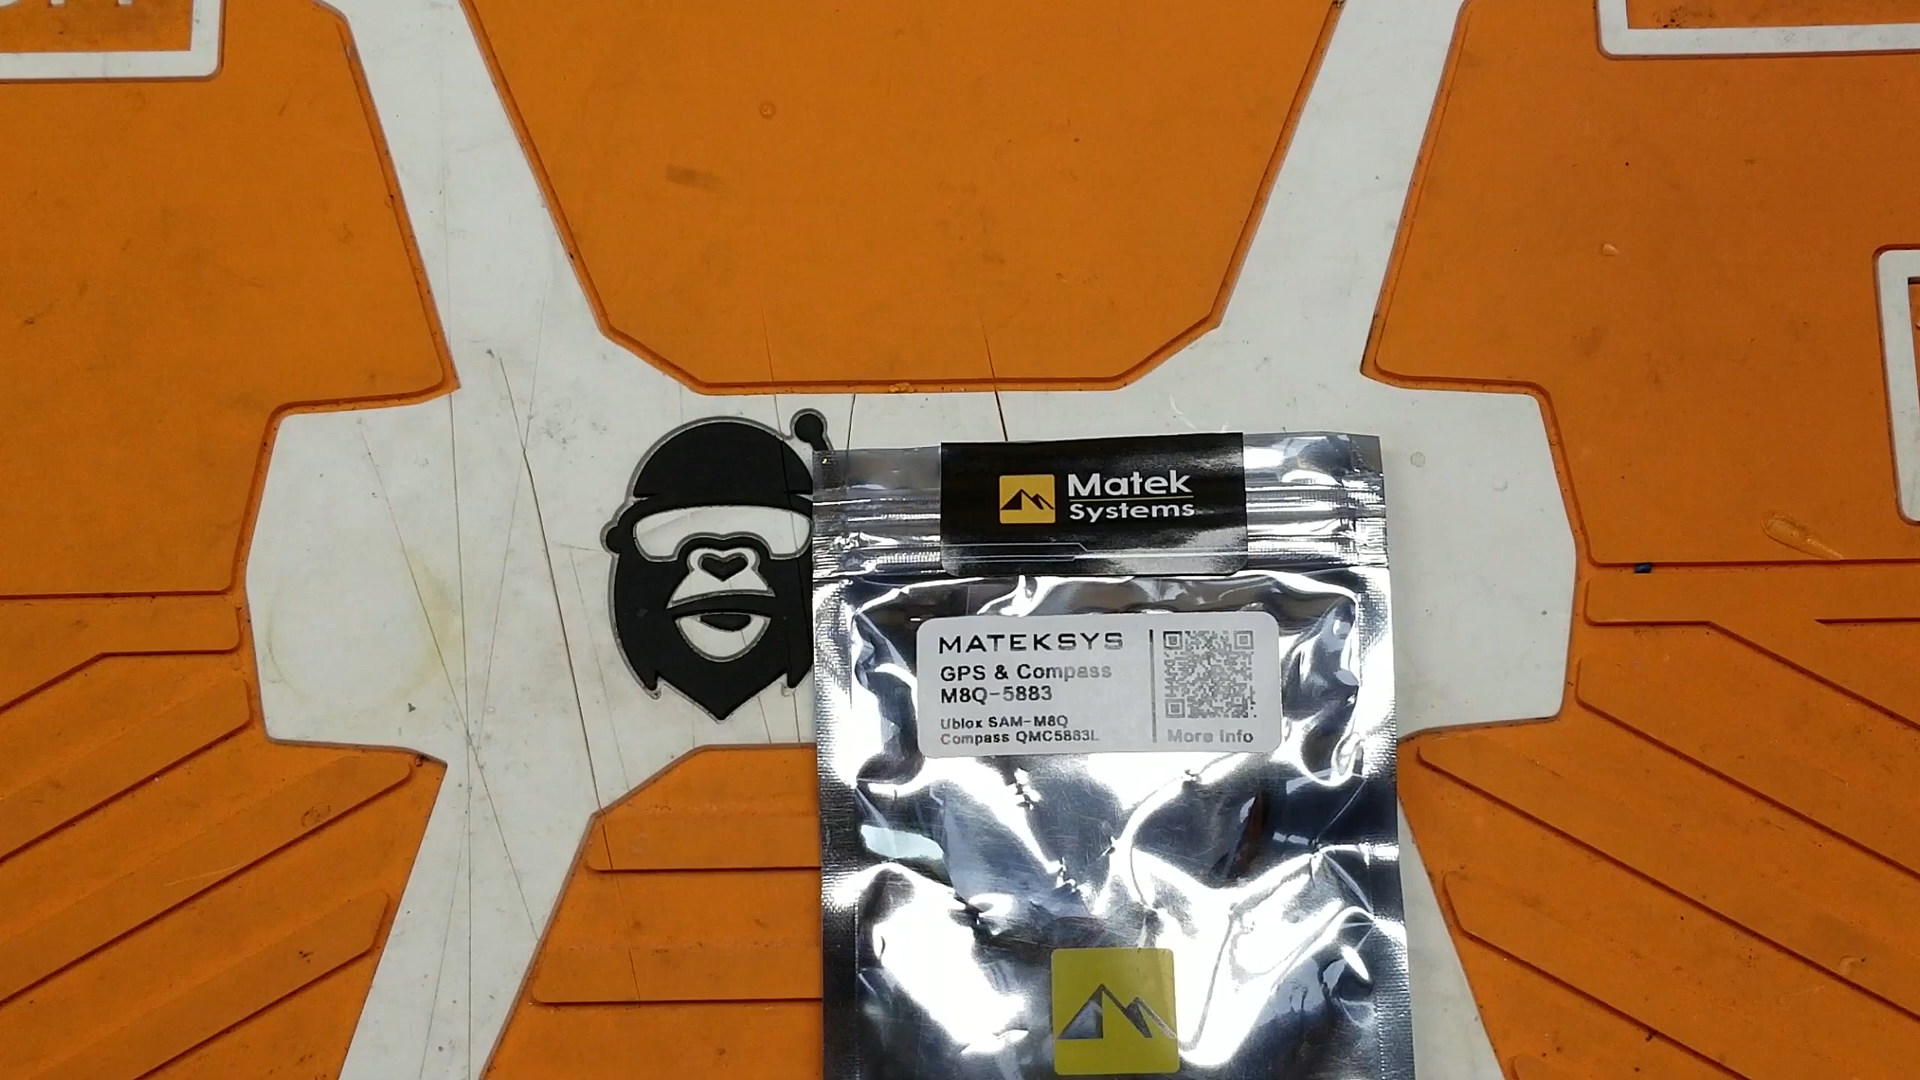 Matek
Systems
MATEKSYS
GPS & Compass
M8Q-5883
Ublox SAM-M8Q
Compass QMC5883L
More Info